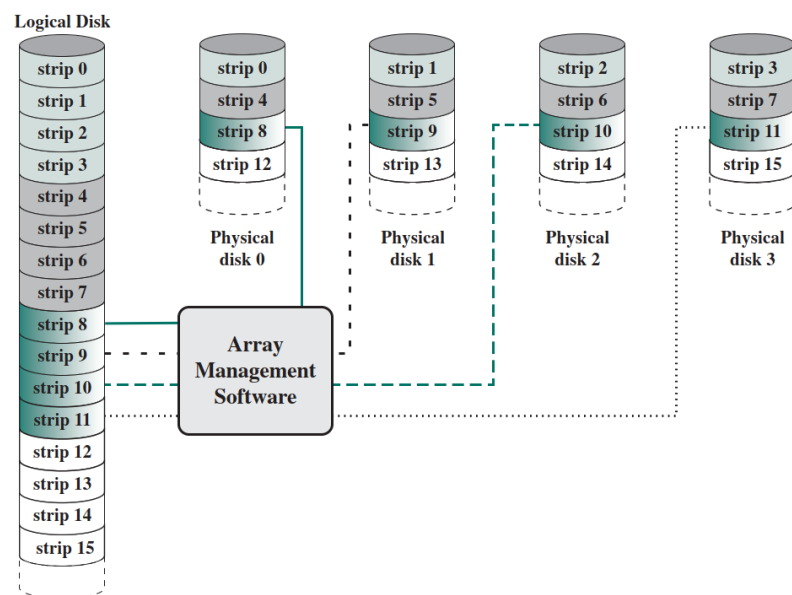 Logical Disk
strip 0
strip 1
strip 2
strip 3
strip 4
strip 5
strip 6
strip 7
strip 8
strip 9
strip 10
strip 11
strip 12
strip 13
strip 14
strip 15
strip 0
strip 4
strip 8
strip 12
Physical
disk 0
strip 1
strip 5
strip 9
strip 13
Physical
disk 1
strip 2
strip 6
strip 10
strip 14
Physical
disk 2
strip 3
strip 7
strip 11
strip 15
Physical
disk 3
Array
Management
Software